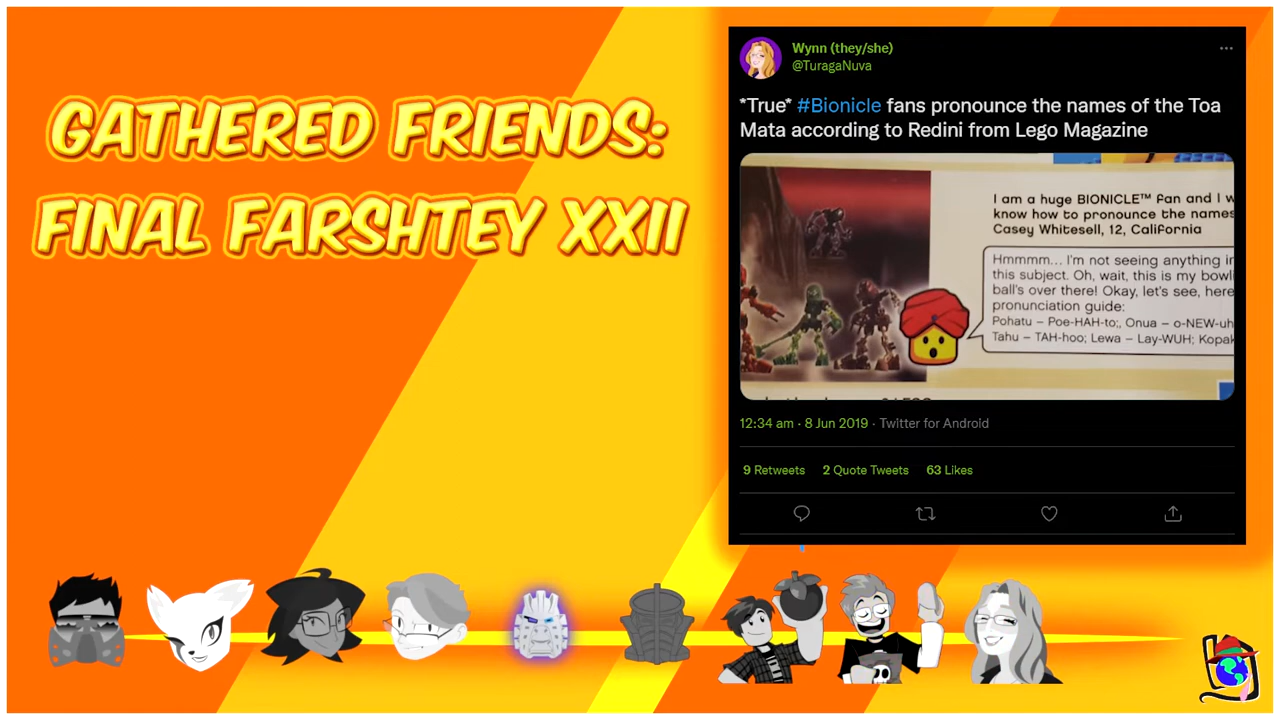 GATHERED FRIENDS:
FINAL FARSHTEY XXII
Wynn (they/she)
@TuragaNuva
*True* #Bionicle fans pronounce the names of the Toa
Mata according to Redini from Lego Magazine
I am a huge BIONICLE™ fan and I w
know how to pronounce the names
Casey Whitesell, 12, California
Hmmmm... I'm not seeing anything in
this subject. Oh, wait, this is my bowl
ball's over there! Okay, let's see, here
pronunciation guide:
Pohatu – Poe-HAH-to;, Onua – o-NEW-uh
Tahu – TAH-hoo; Lewa – Lay-WUH; Kopak
12:34 am · 8 Jun 2019 · Twitter for Android
9 Retweets 2 Quote Tweets 63 Likes